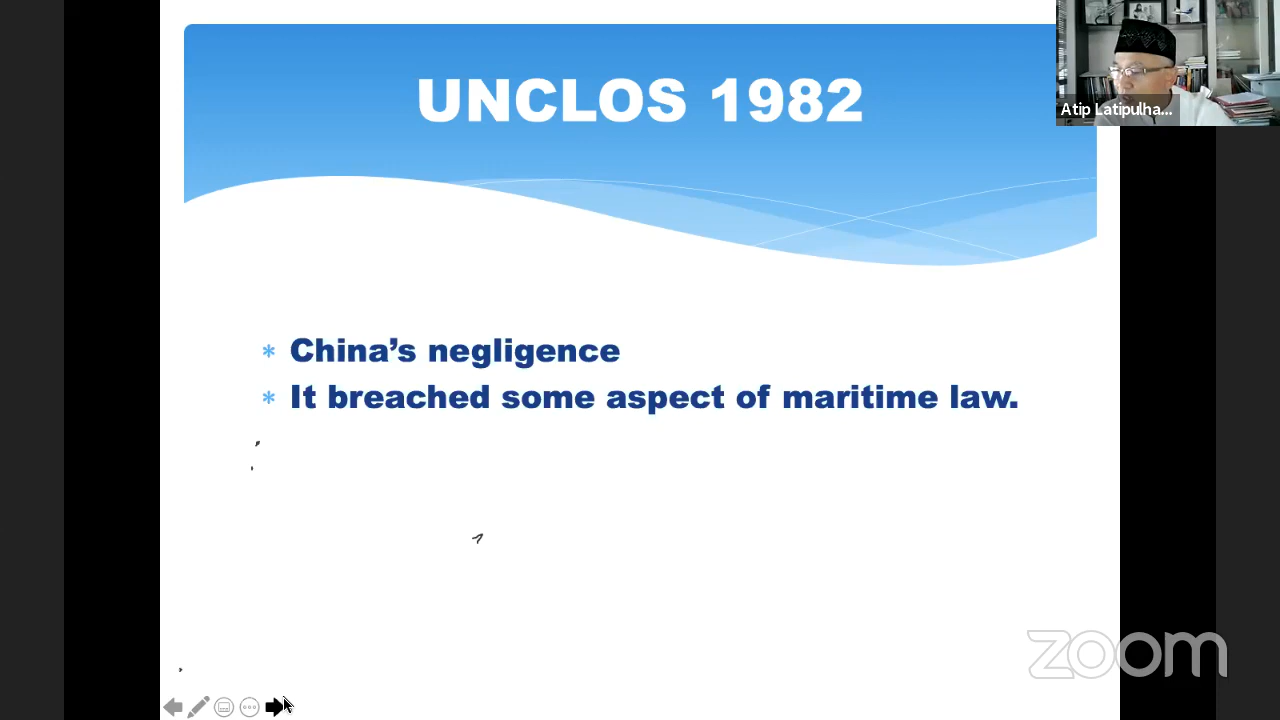 UNCLOS 1982
Atip Latipulha...
* China's negligence
* It breached some aspect of maritime law.
zoom